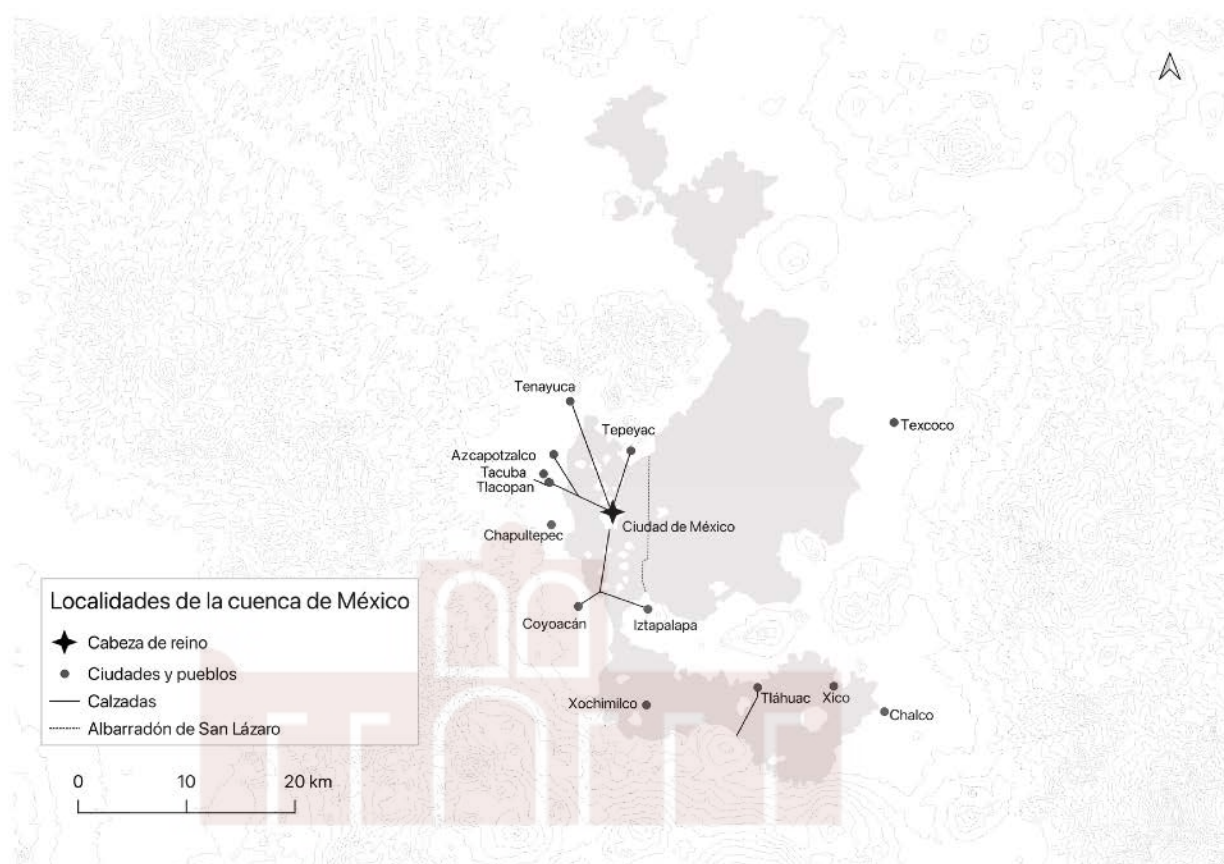 Tenayuca
Tepeyac
Texcoco
Azcapotzalco
Tacuba
Tlacopan
Ciudad de México
Chapultepec
Coyoacán
Iztapalapa
Xochimilco
Tláhuac
Xico
Chalco
Localidades de la cuenca de México
Cabeza de reino
Ciudades y pueblos
Calzadas
Albarradón de San Lázaro
0 10 20 km